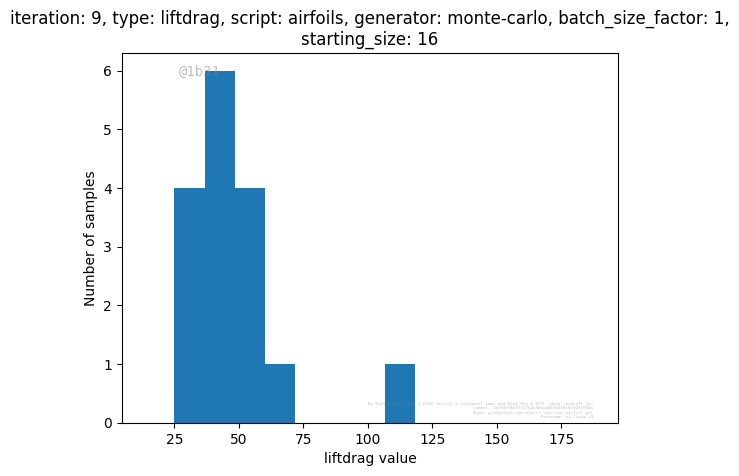 iteration: 9, type: liftdrag, script: airfoils, generator: monte-carlo, batch_size_factor: 1,
starting_size: 16
@1b31
6
5
4
3
2
1
0
Number of samples
25 50 75 100 125 150 175
liftdrag value